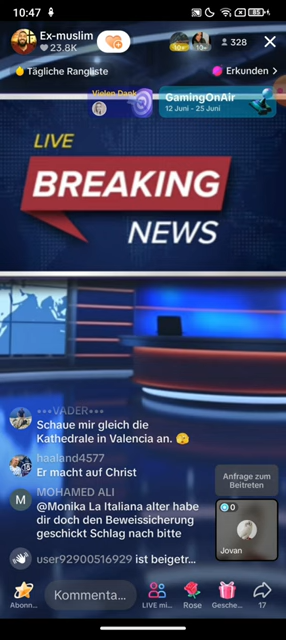 10:47
Ex-muslim
23.8K
328
Tägliche Rangliste
Erkunden >
Vielen Dank
GamingOnAir
12 Juni - 25 Juni
LIVE
BREAKING
NEWS
•••VADER•••
Schaue mir gleich die
Kathedrale in Valencia an.
haaland4577
Er macht auf Christ
M
MOHAMED ALI
@Monika La Italiana alter habe
dir doch den Beweissicherung
geschickt Schlag nach bitte
user92900516929 ist beigetr...
Anfrage zum
Beitreten
0
Jovan
Abonn...
Kommenta...
LIVE mi...
Rose
Gesche...
17